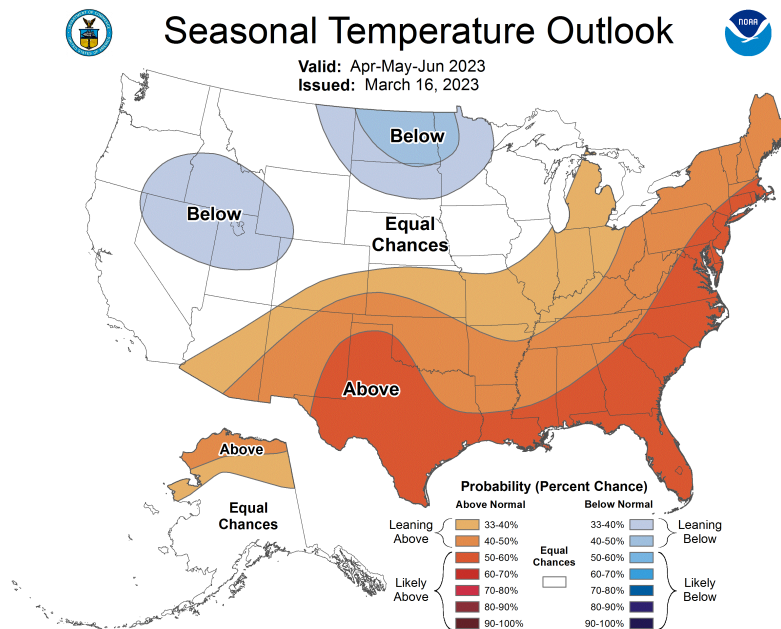 Seasonal Temperature Outlook
NOAA
Valid: Apr-May-Jun 2023
Issued: March 16, 2023
Below
Below
Equal
Chances
Above
Above
Equal
Chances
Probability (Percent Chance)
Above Normal
Below Normal
Leaning
Above
33-40%
40-50%
Likely
Above
50-60%
60-70%
70-80%
80-90%
90-100%
Equal
Chances
33-40%
40-50%
Leaning
Below
50-60%
60-70%
70-80%
80-90%
90-100%
Likely
Below